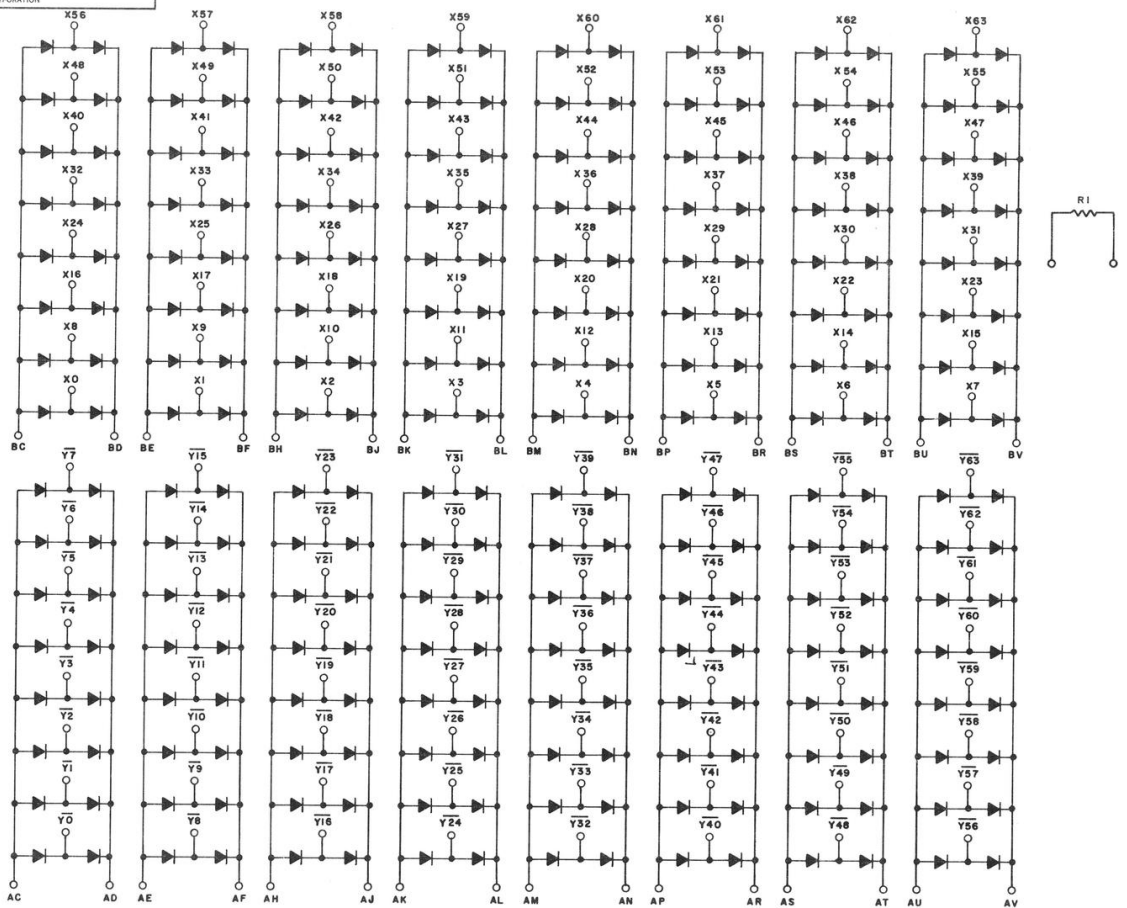 PORATION
X56 X57 X58 X59 X60 X61 X62 X63
X48 X49 X50 X51 X52 X53 X54 X55
X40 X41 X42 X43 X44 X45 X46 X47
X32 X33 X34 X35 X36 X37 X38 X39
R1
X24 X25 X26 X27 X28 X29 X30 X31
X16 X17 X18 X19 X20 X21 X22 X23
X8 X9 X10 X11 X12 X13 X14 X15
X0 X1 X2 X3 X4 X5 X6 X7
BC BD BE BF BH BJ BK BL BM BN BP BR BS BT BU BV
Y7 Y15 Y23 Y31 Y39 Y47 Y55 Y63
Y6 Y14 Y22 Y30 Y38 Y46 Y54 Y62
Y5 Y13 Y21 Y29 Y37 Y45 Y53 Y61
Y4 Y12 Y20 Y28 Y36 Y44 Y52 Y60
Y3 Y11 Y19 Y27 Y35 Y43 Y51 Y59
Y2 Y10 Y18 Y26 Y34 Y42 Y50 Y58
Y1 Y9 Y17 Y25 Y33 Y41 Y49 Y57
Y0 Y8 Y16 Y24 Y32 Y40 Y48 Y56
AC AD AE AF AH AJ AK AL AM AN AP AR AS AT AU AV